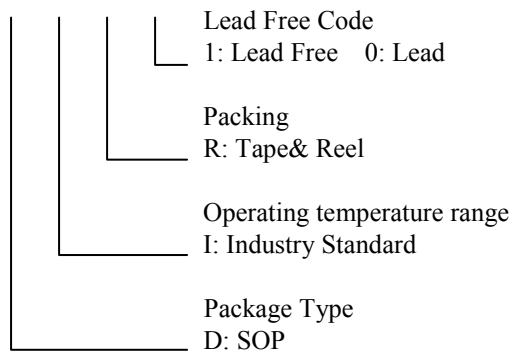 Lead Free Code
1: Lead Free 0: Lead
Packing
R: Tape& Reel
Operating temperature range
I: Industry Standard
Package Type
D: SOP